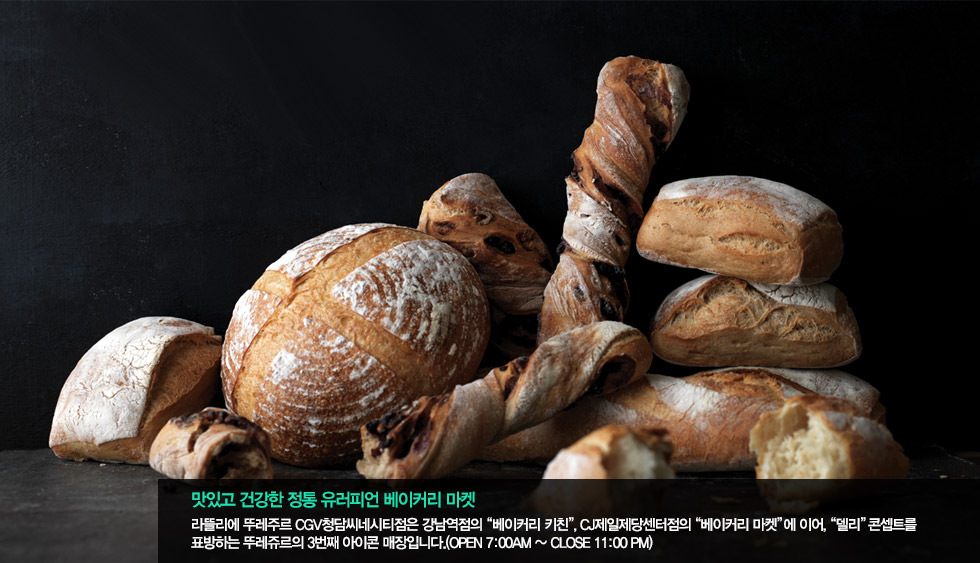 맛있고 건강한 정통 유러피언 베이커리 마켓
라뜰리에 뚜레주르 CGV청담씨네시티점은 강남역점의 “베이커리 키친”, CJ제일제당센터점의 “베이커리 마켓”에 이어, “델리” 콘셉트를
표방하는 뚜레쥬르의 3번째 아이콘 매장입니다.(OPEN 7:00AM ~ CLOSE 11:00 PM)